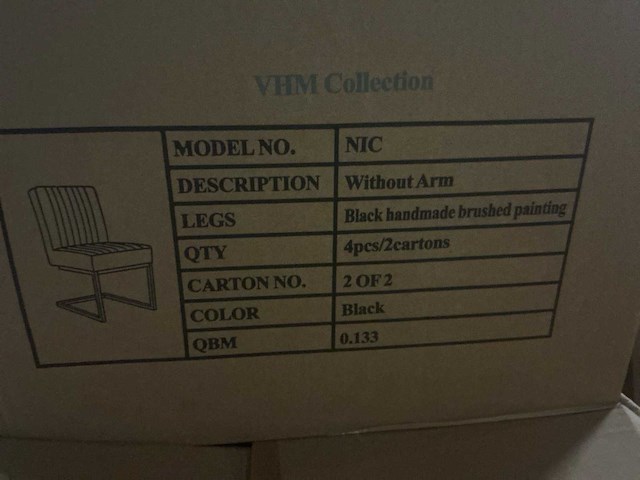 VHM Collection
MODEL NO. NIC
DESCRIPTION Without Arm
LEGS Black handmade brushed painting
QTY 4pcs/2cartons
CARTON NO. 2 OF 2
COLOR Black
QBM 0.133